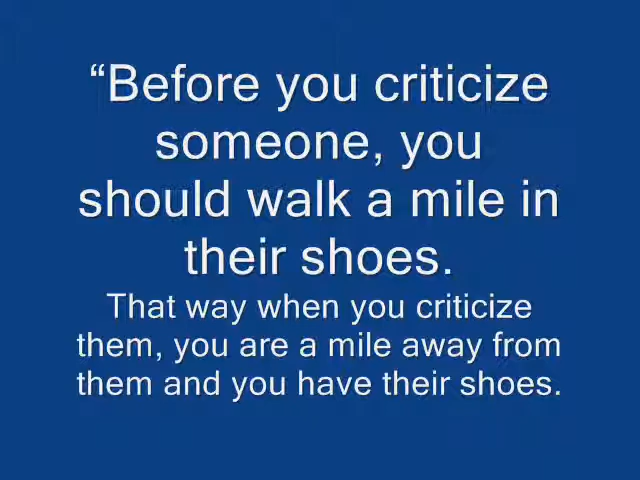 “Before you criticize
someone, you
should walk a mile in
their shoes.
That way when you criticize
them, you are a mile away from
them and you have their shoes.